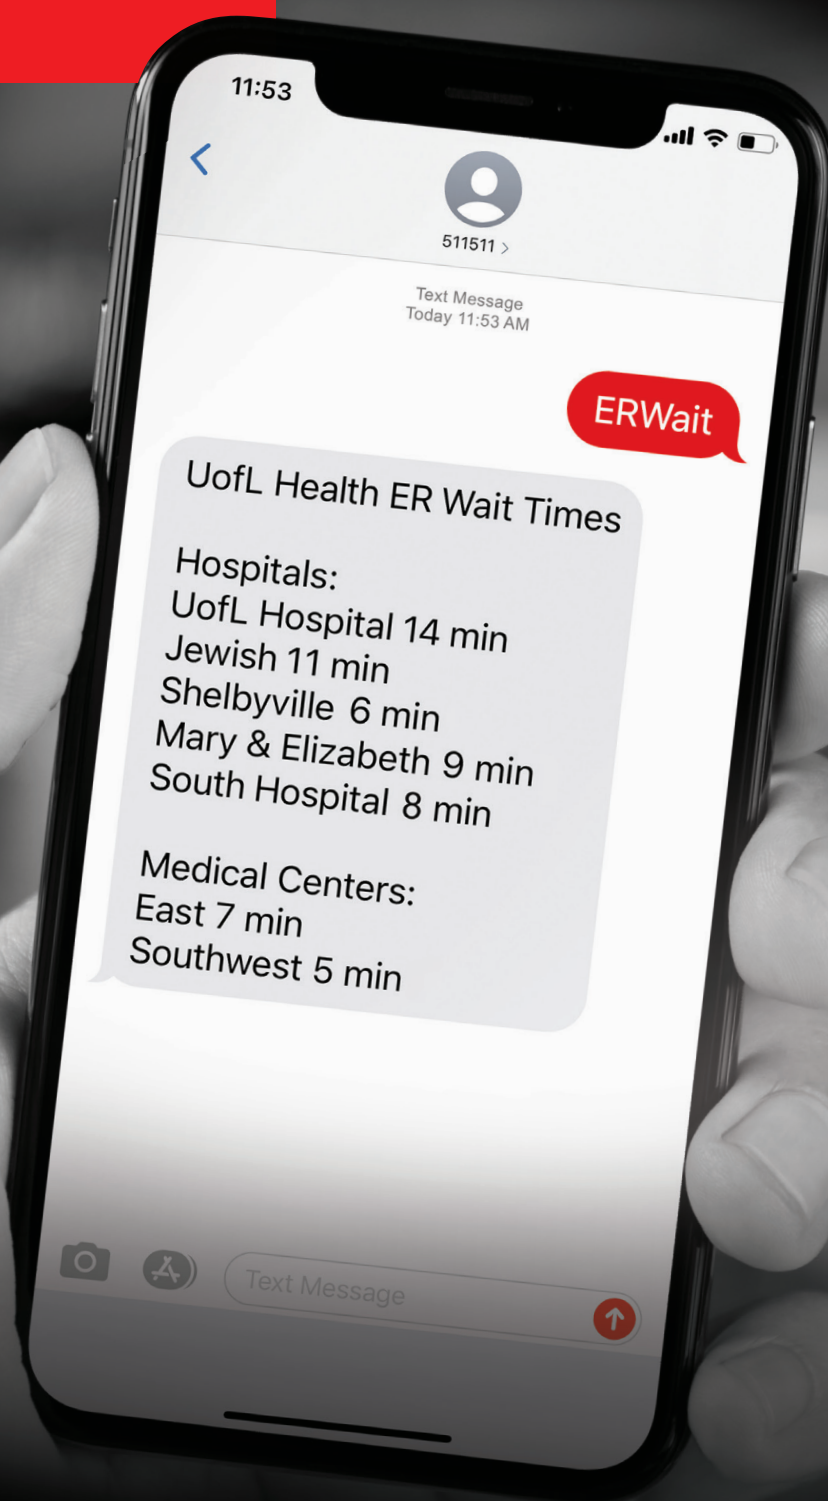 11:53
511511 >
Text Message
Today 11:53 AM
ERWait
UofL Health ER Wait Times
Hospitals:
UofL Hospital 14 min
Jewish 11 min
Shelbyville 6 min
Mary & Elizabeth 9 min
South Hospital 8 min
Medical Centers:
East 7 min
Southwest 5 min
Text Message